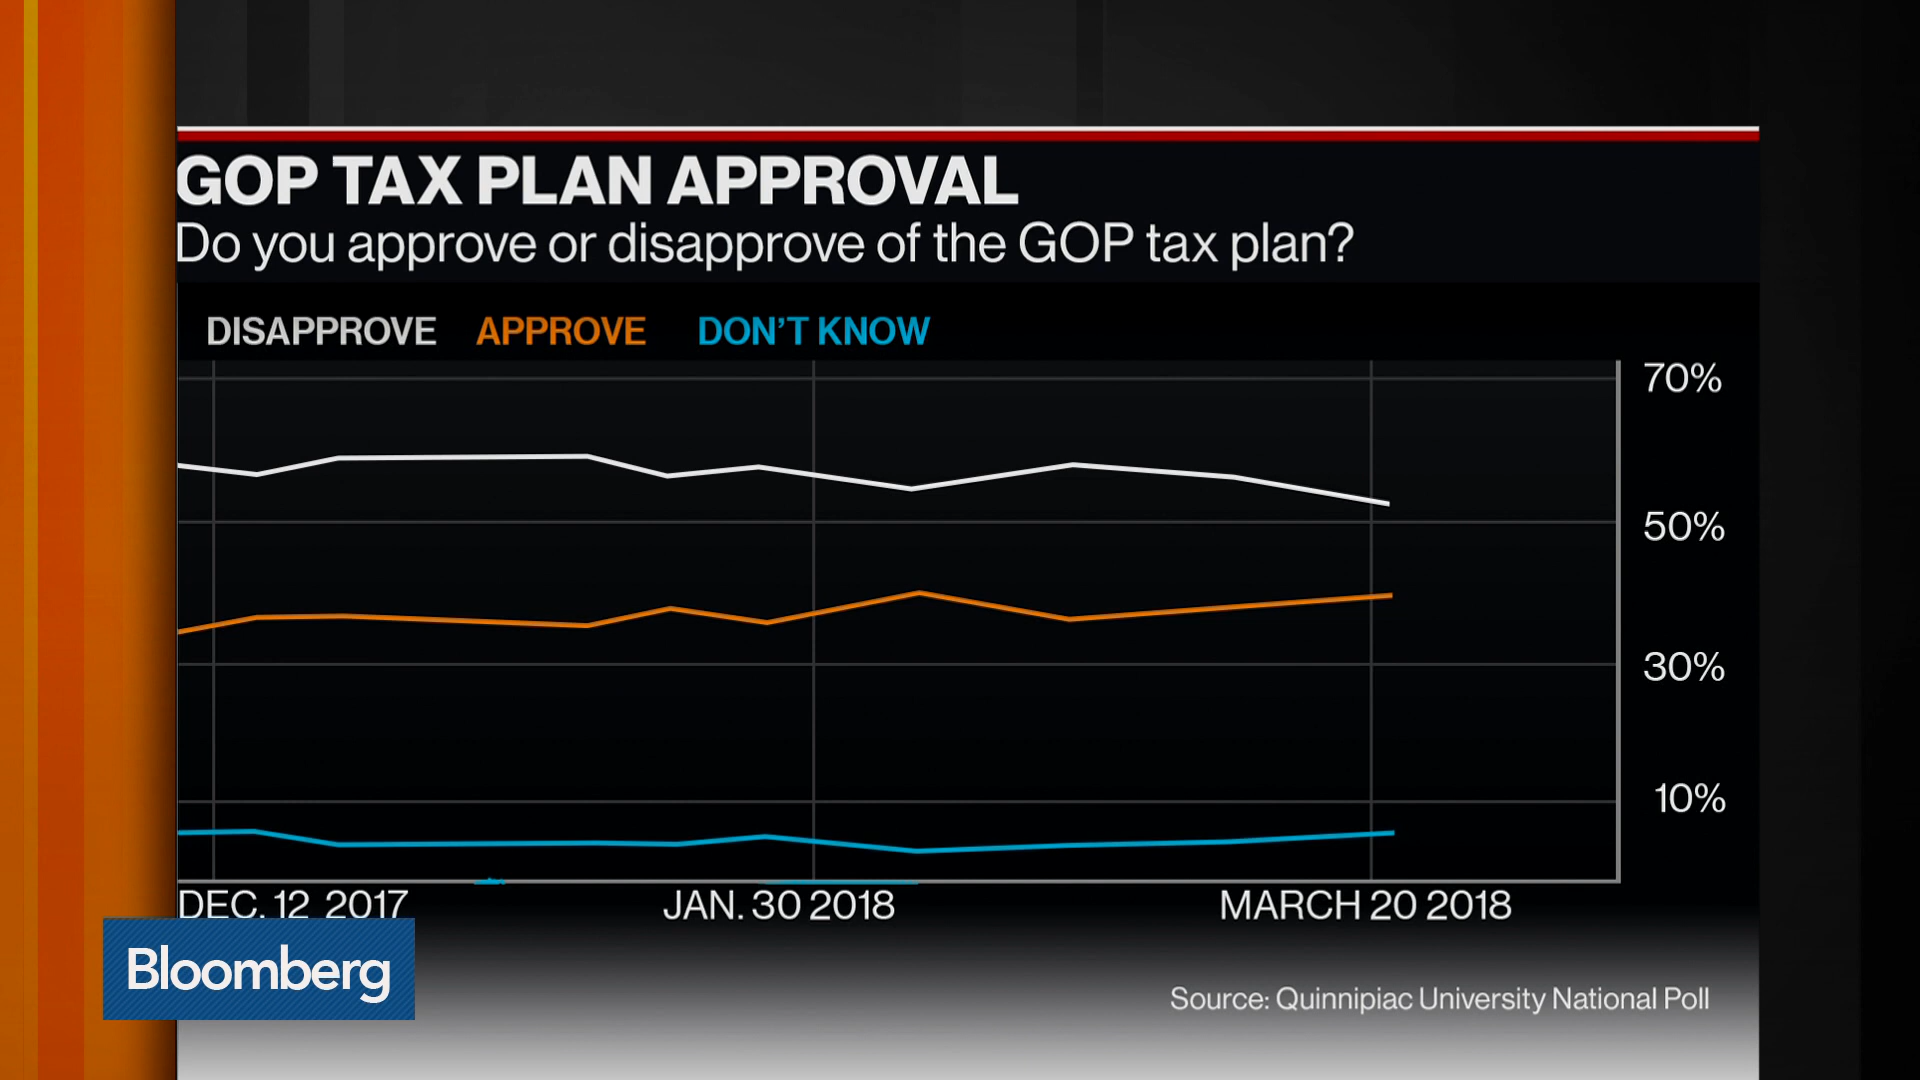 GOP TAX PLAN APPROVAL
Do you approve or disapprove of the GOP tax plan?
DISAPPROVE APPROVE DON'T KNOW
70%
50%
30%
10%
DEC. 12 2017 JAN. 30 2018 MARCH 20 2018
Bloomberg
Source: Quinnipiac University National Poll